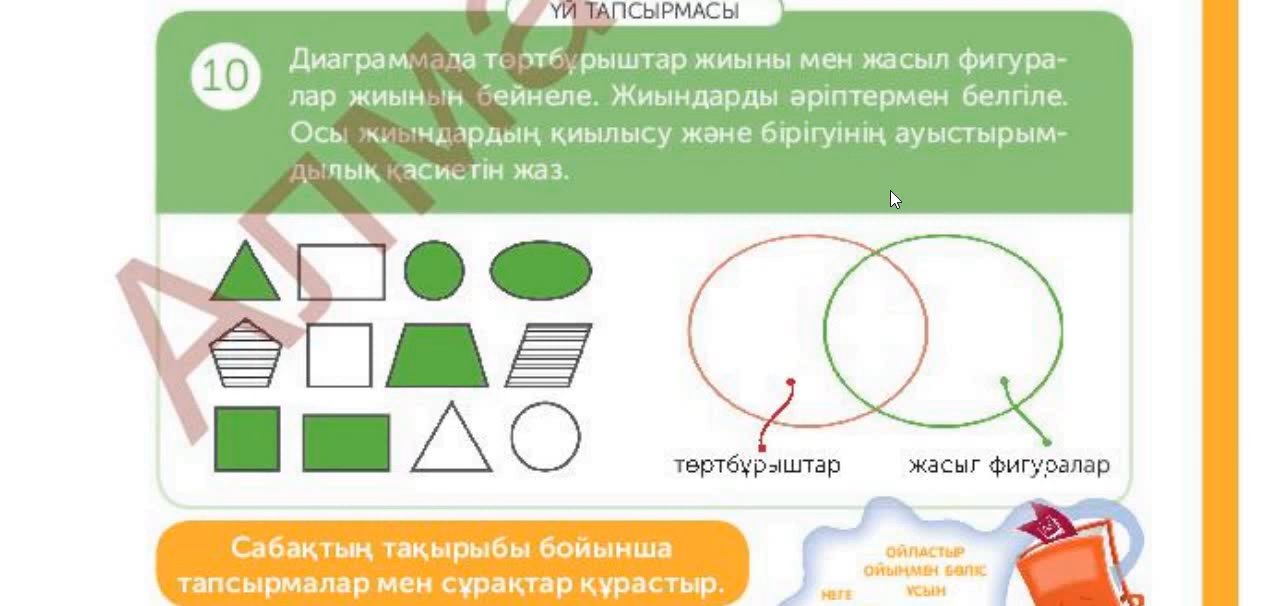 ҮЙ ТАПСЫРМАСЫ
10
Диаграммада төртбұрыштар жиыны мен жасыл фигура-
лар жиынын бейнеле. Жиындарды әріптермен белгіле.
Осы жиындардың қиылысу және бірігуінің ауыстырым-
дылық қасиетін жаз.
төртбұрыштар
жасыл фигуралар
Сабақтың тақырыбы бойынша
тапсырмалар мен сұрақтар құрастыр.
ОЙЛАСТЫР
ОЙЫҢМЕН БӨЛІС
ҰСЫН
НЕГЕ
Алма